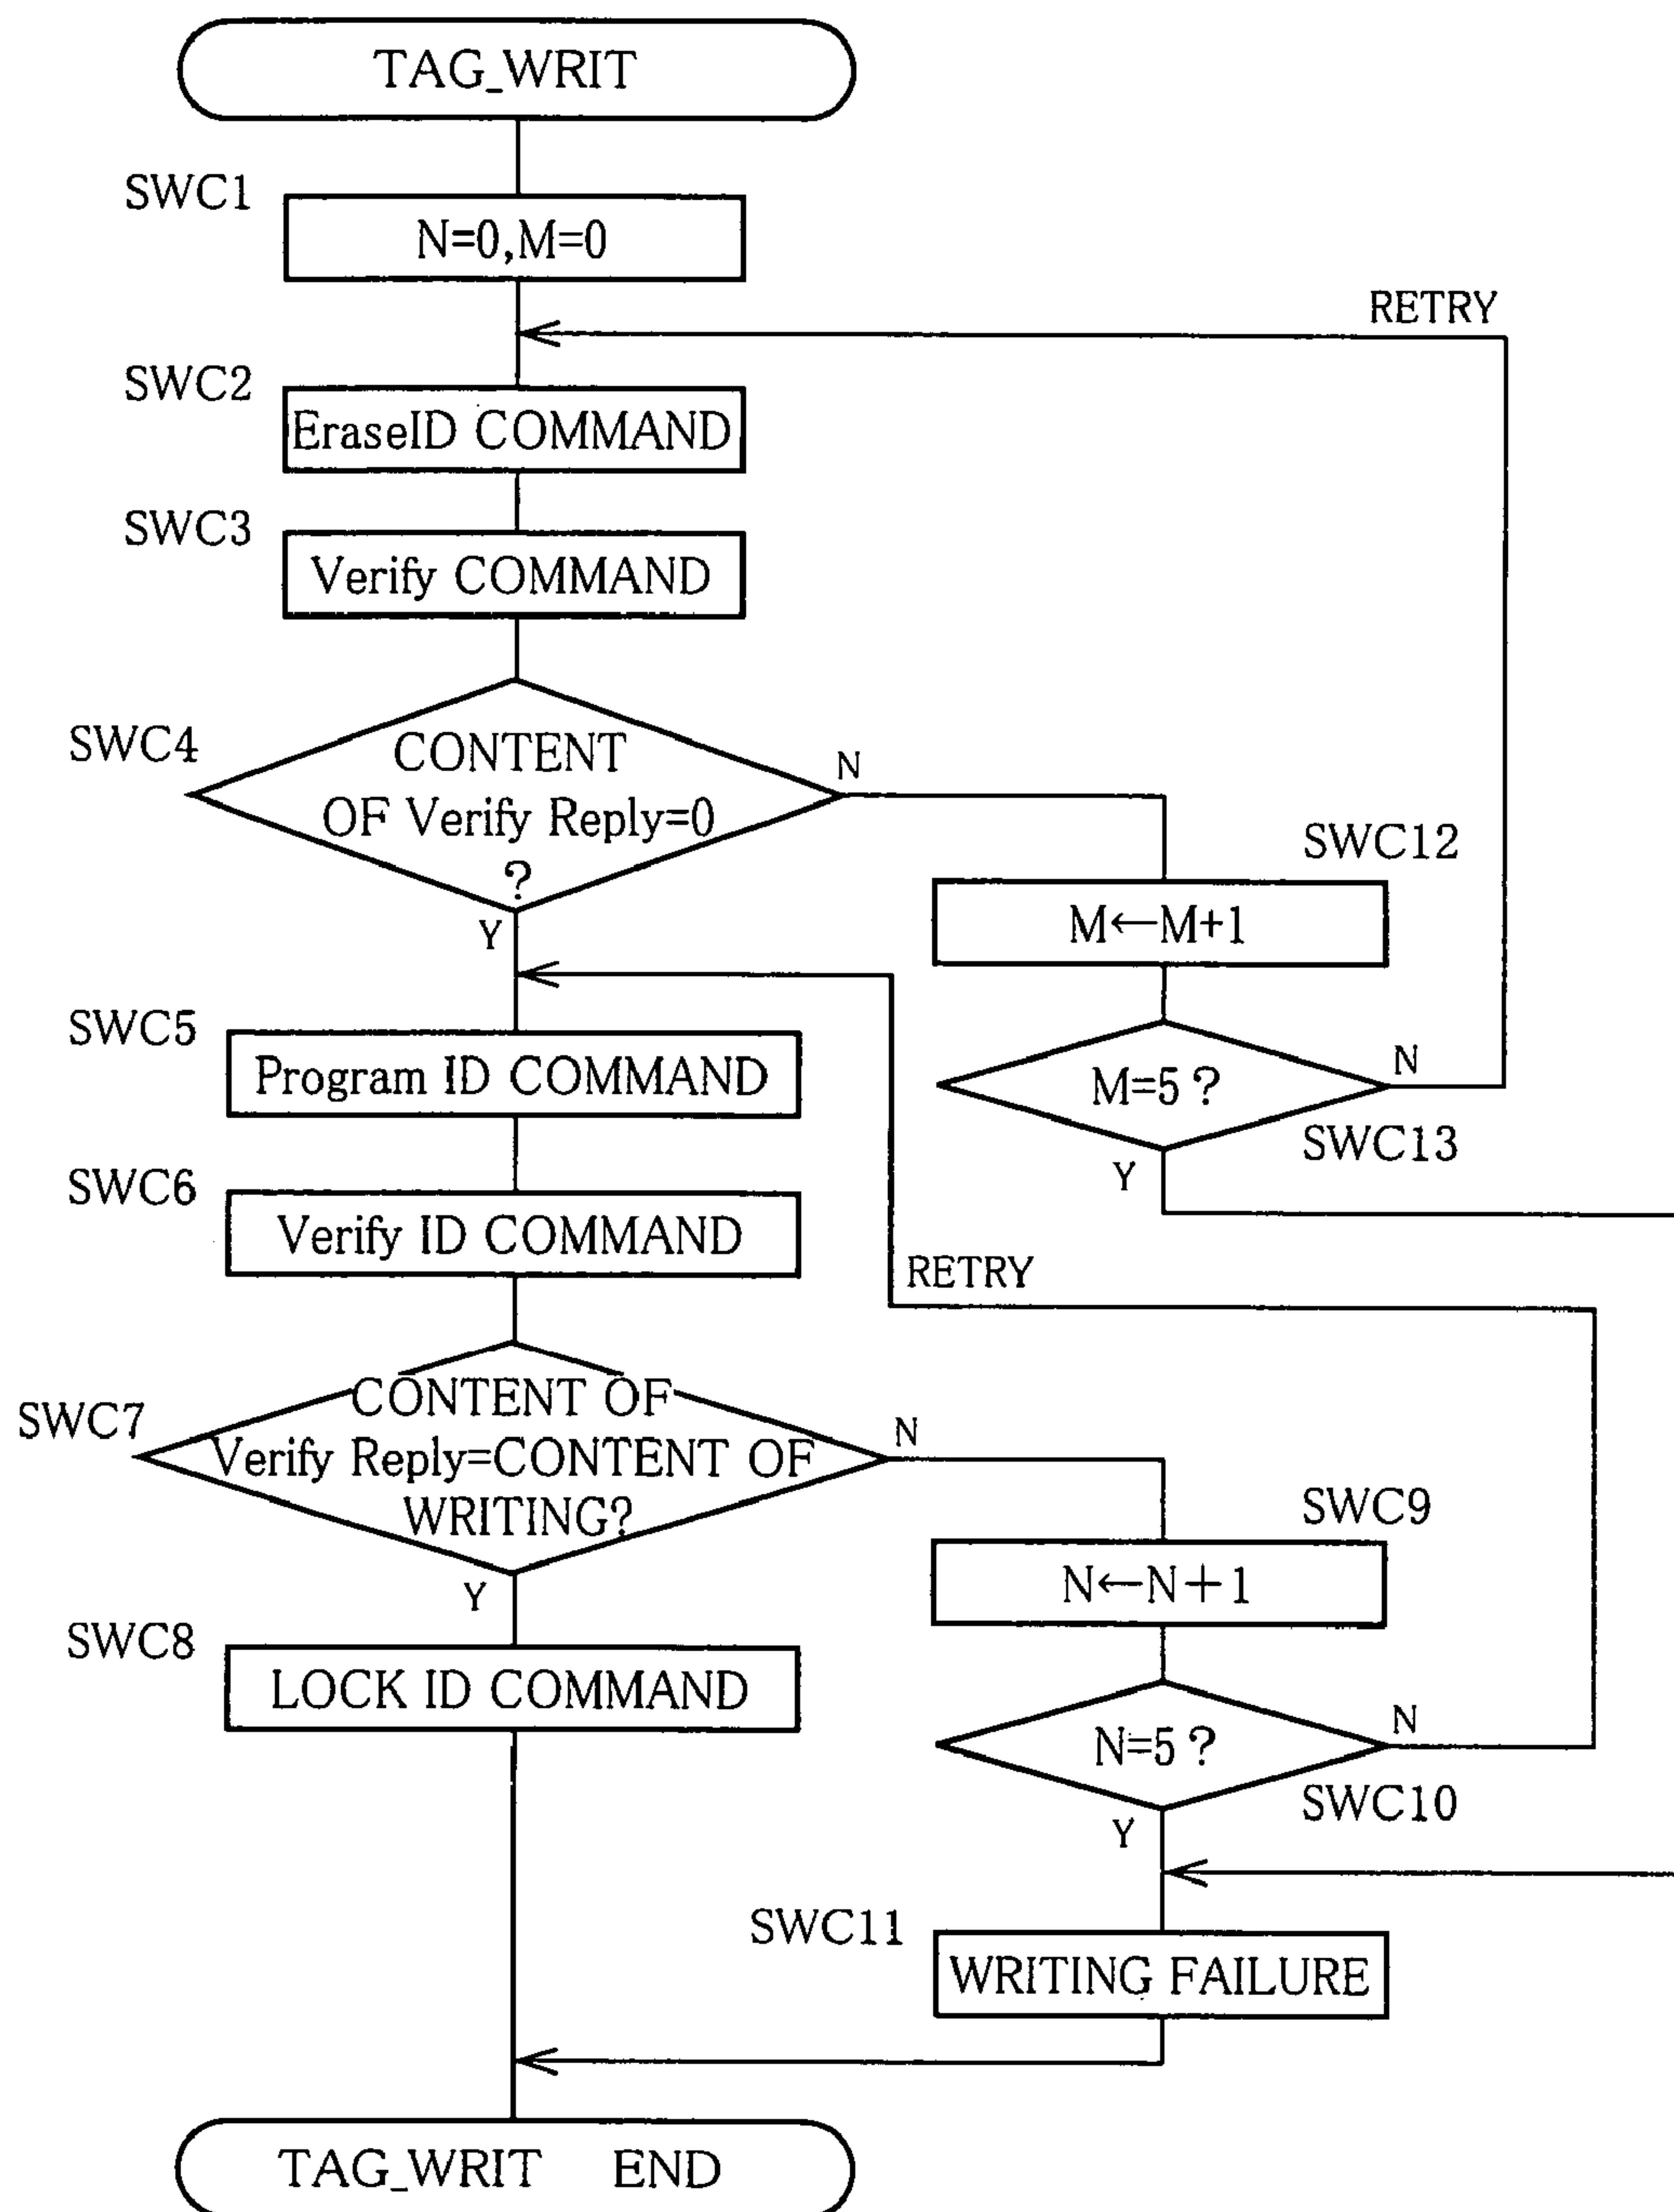 TAG_WRIT
SWC1
N=0,M=0
RETRY
SWC2
EraseID COMMAND
SWC3
Verify COMMAND
SWC4
CONTENT
OF Verify Reply=0
?
N
Y
SWC12
M←M+1
SWC5
Program ID COMMAND
M=5?
N
SWC13
Y
SWC6
Verify ID COMMAND
RETRY
SWC7
CONTENT OF
Verify Reply=CONTENT OF
WRITING?
N
Y
SWC9
N←N+1
SWC8
LOCK ID COMMAND
N=5?
N
SWC10
Y
SWC11
WRITING FAILURE
TAG_WRIT END